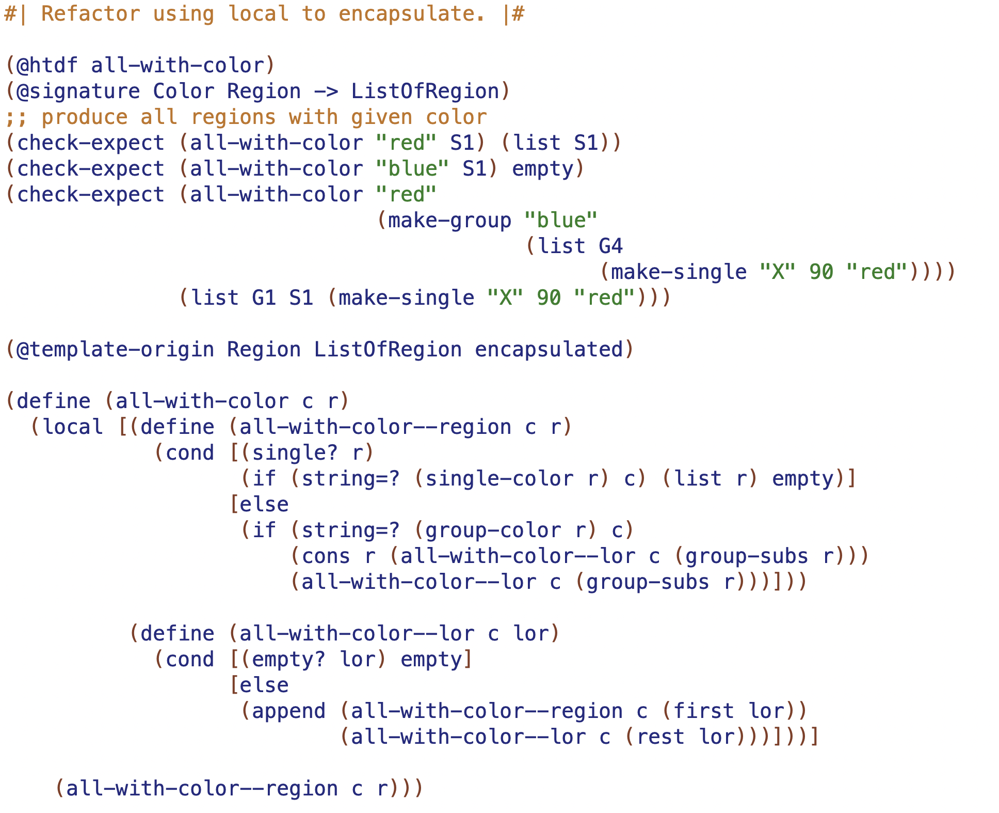 #| Refactor using local to encapsulate. |#
(@htdf all-with-color)
(@signature Color Region -> ListOfRegion)
;; produce all regions with given color
(check-expect (all-with-color "red" S1) (list S1))
(check-expect (all-with-color "blue" S1) empty)
(check-expect (all-with-color "red"
(make-group "blue"
(list G4
(make-single "X" 90 "red"))))
(list G1 S1 (make-single "X" 90 "red")))
(@template-origin Region ListOfRegion encapsulated)
(define (all-with-color c r)
(local [(define (all-with-color--region c r)
(cond [(single? r)
(if (string=? (single-color r) c) (list r) empty)]
[else
(if (string=? (group-color r) c)
(cons r (all-with-color--lor c (group-subs r)))
(all-with-color--lor c (group-subs r)))]))
(define (all-with-color--lor c lor)
(cond [(empty? lor) empty]
[else
(append (all-with-color--region c (first lor))
(all-with-color--lor c (rest lor)))]))]
(all-with-color--region c r)))